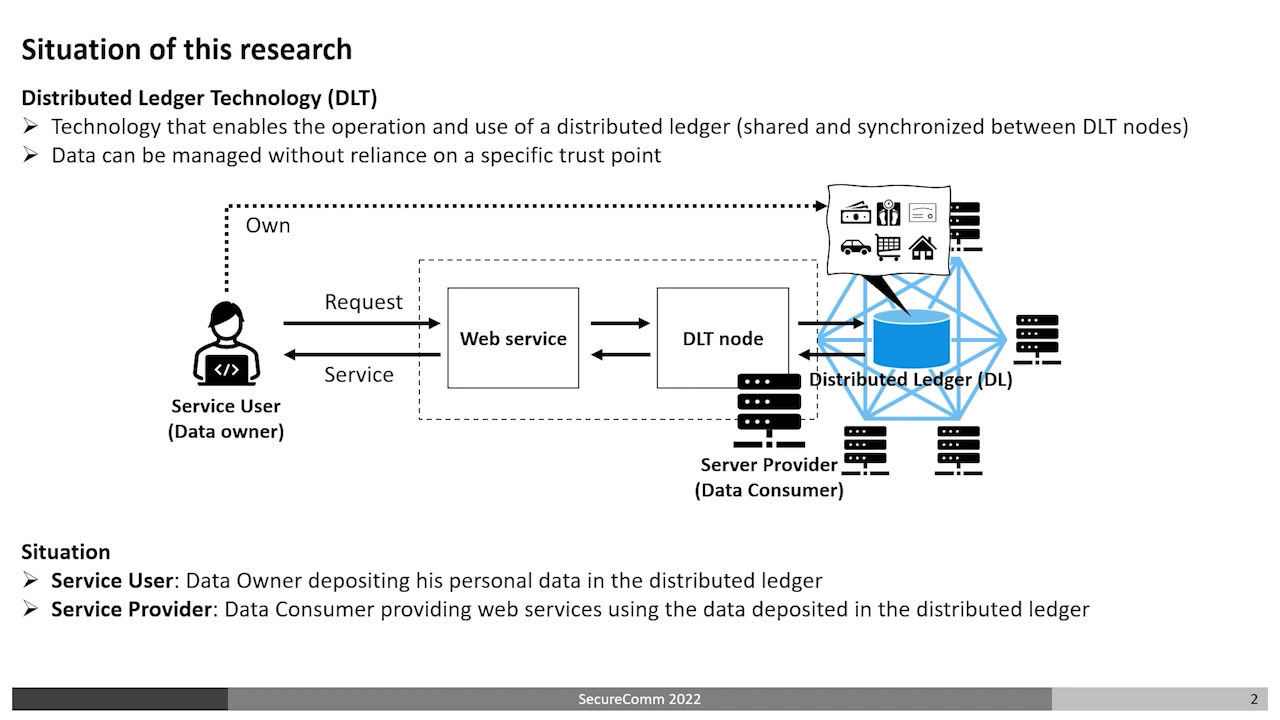 Situation of this research
Distributed Ledger Technology (DLT)
➢ Technology that enables the operation and use of a distributed ledger (shared and synchronized between DLT nodes)
➢ Data can be managed without reliance on a specific trust point
Own
Request
Web service
DLT node
</>
Service
Distributed Ledger (DL)
Service User
(Data owner)
Server Provider
(Data Consumer)
Situation
➢ Service User: Data Owner depositing his personal data in the distributed ledger
➢ Service Provider: Data Consumer providing web services using the data deposited in the distributed ledger
SecureComm 2022
2